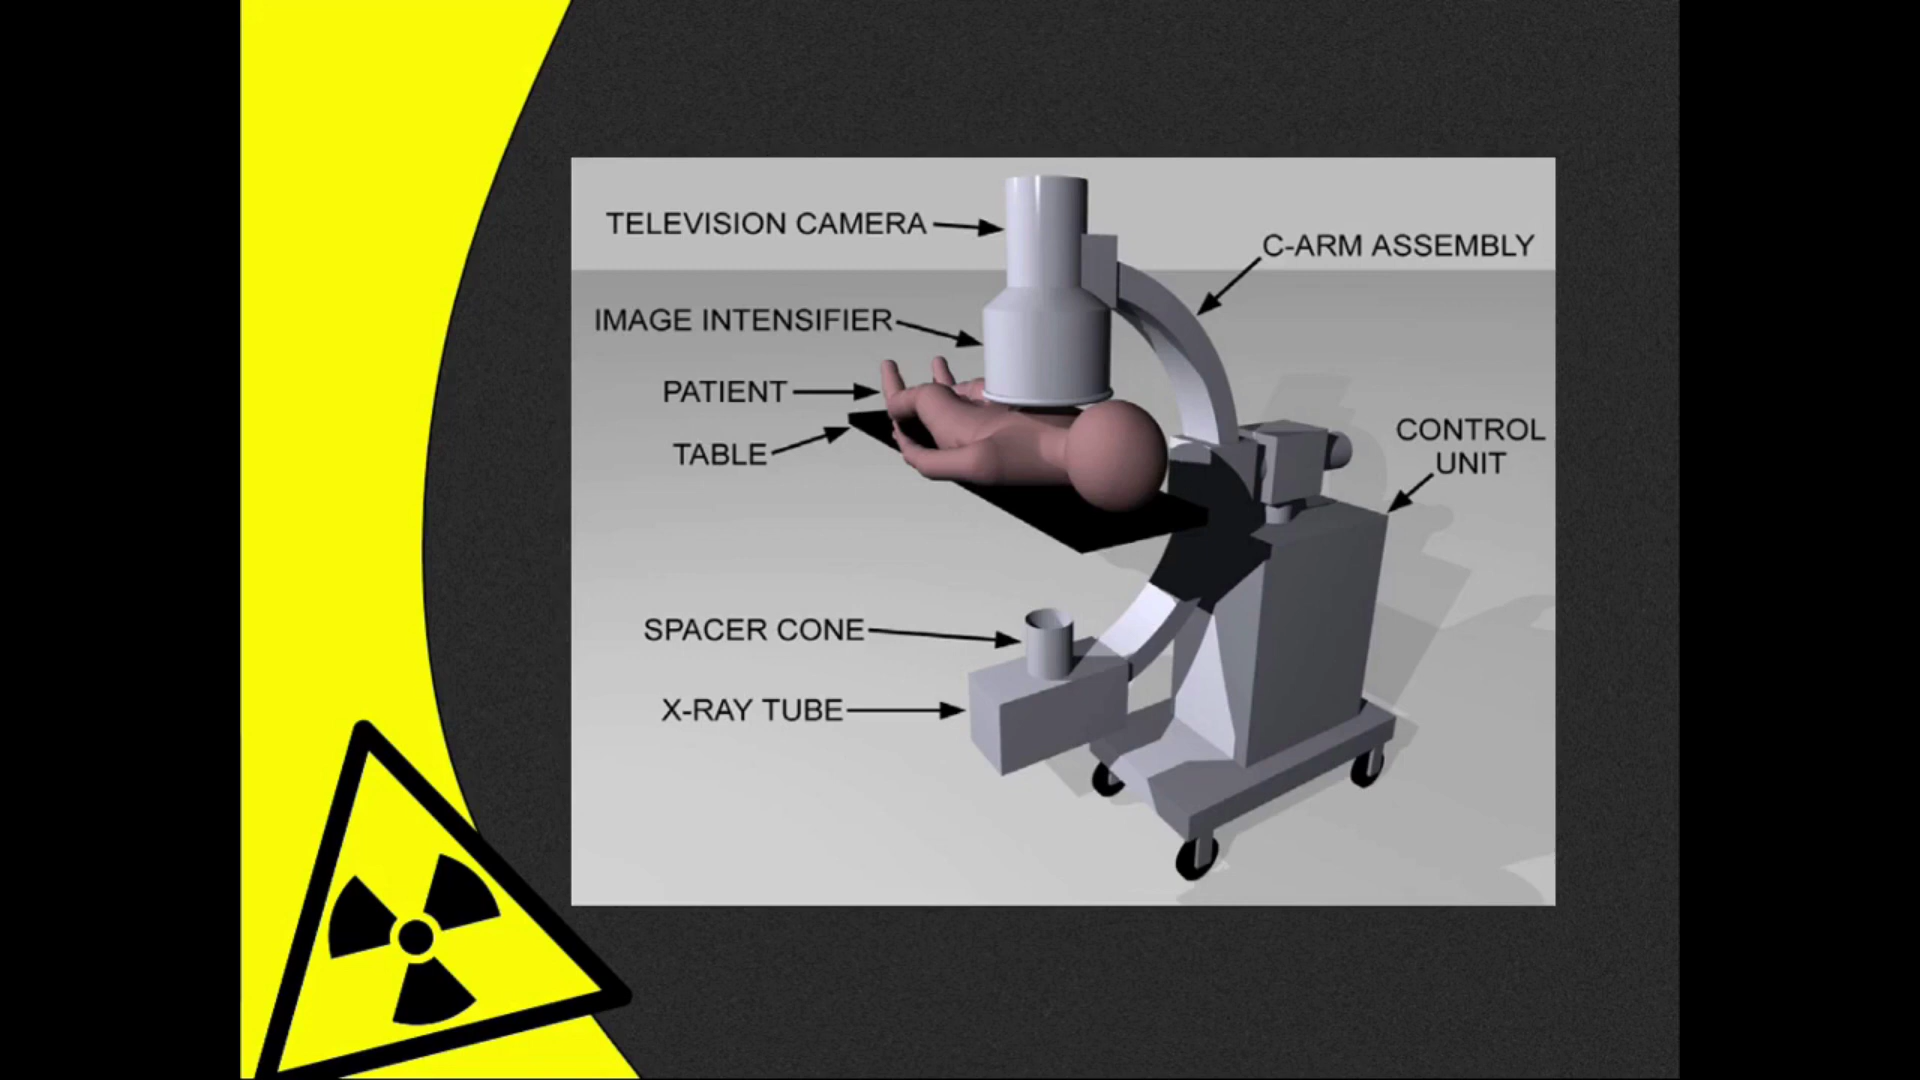 TELEVISION CAMERA
C-ARM ASSEMBLY
IMAGE INTENSIFIER
PATIENT
TABLE
CONTROL
UNIT
SPACER CONE
X-RAY TUBE